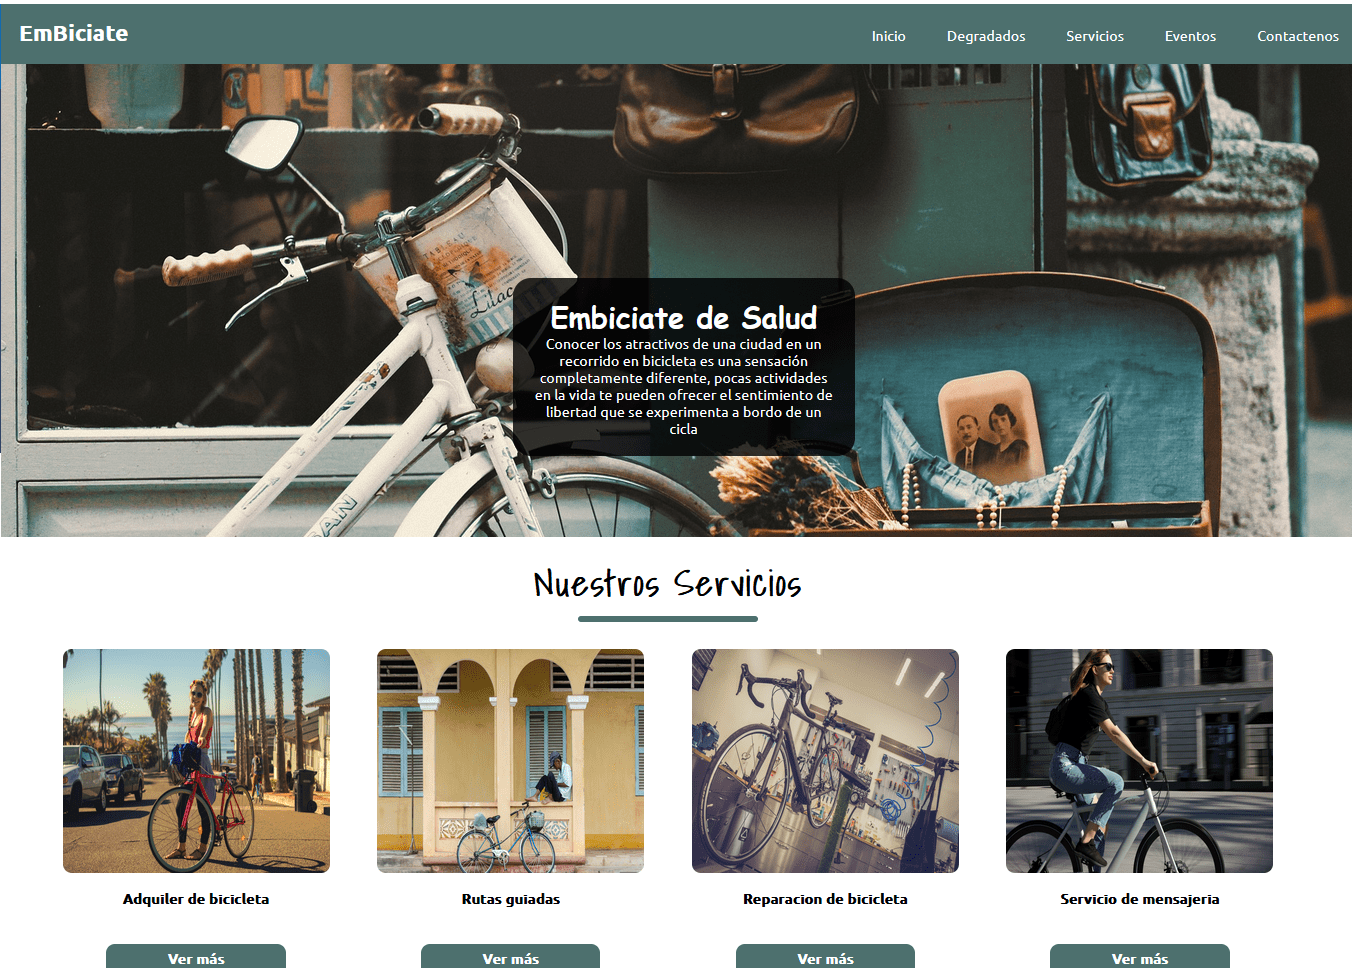 EmBiciate
Inicio Degradados Servicios Eventos Contactenos
Lilac
Embiciate de Salud
Conocer los atractivos de una ciudad en un
recorrido en bicicleta es una sensación
completamente diferente, pocas actividades
en la vida te pueden ofrecer el sentimiento de
libertad que se experimenta a bordo de un
cicla
DAN
Nuestros Servicios
Adquiler de bicicleta
Rutas guiadas
Reparacion de bicicleta
Servicio de mensajeria
Ver más
Ver más
Ver más
Ver más